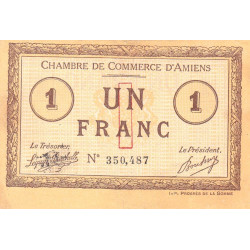 CHAMBRE DE COMMERCE D'AMIENS
1 UN 1
FRANC
Le Trésorier, Le Président,
N° 350,487